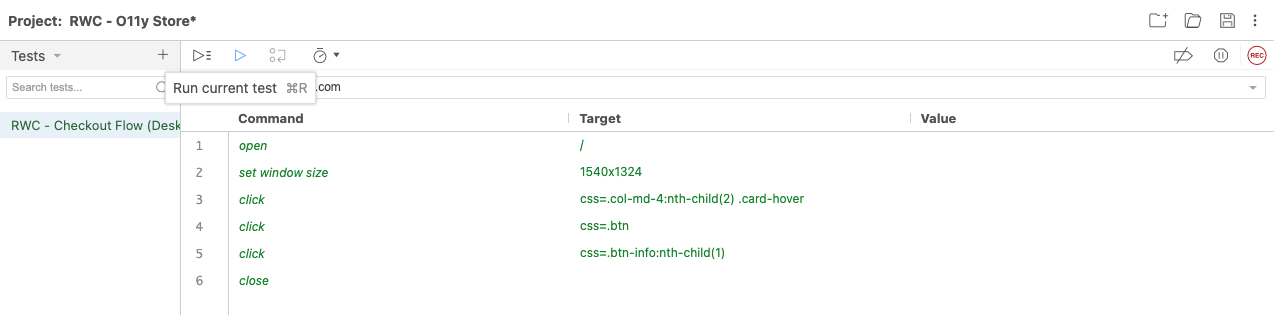 Project: RWC - O11y Store*
Tests +
REC
Search tests...
Run current test ⌘R
.com
RWC - Checkout Flow (Desk
Command Target Value
1 open /
2 set window size 1540x1324
3 click css=.col-md-4:nth-child(2) .card-hover
4 click css=.btn
5 click css=.btn-info:nth-child(1)
6 close